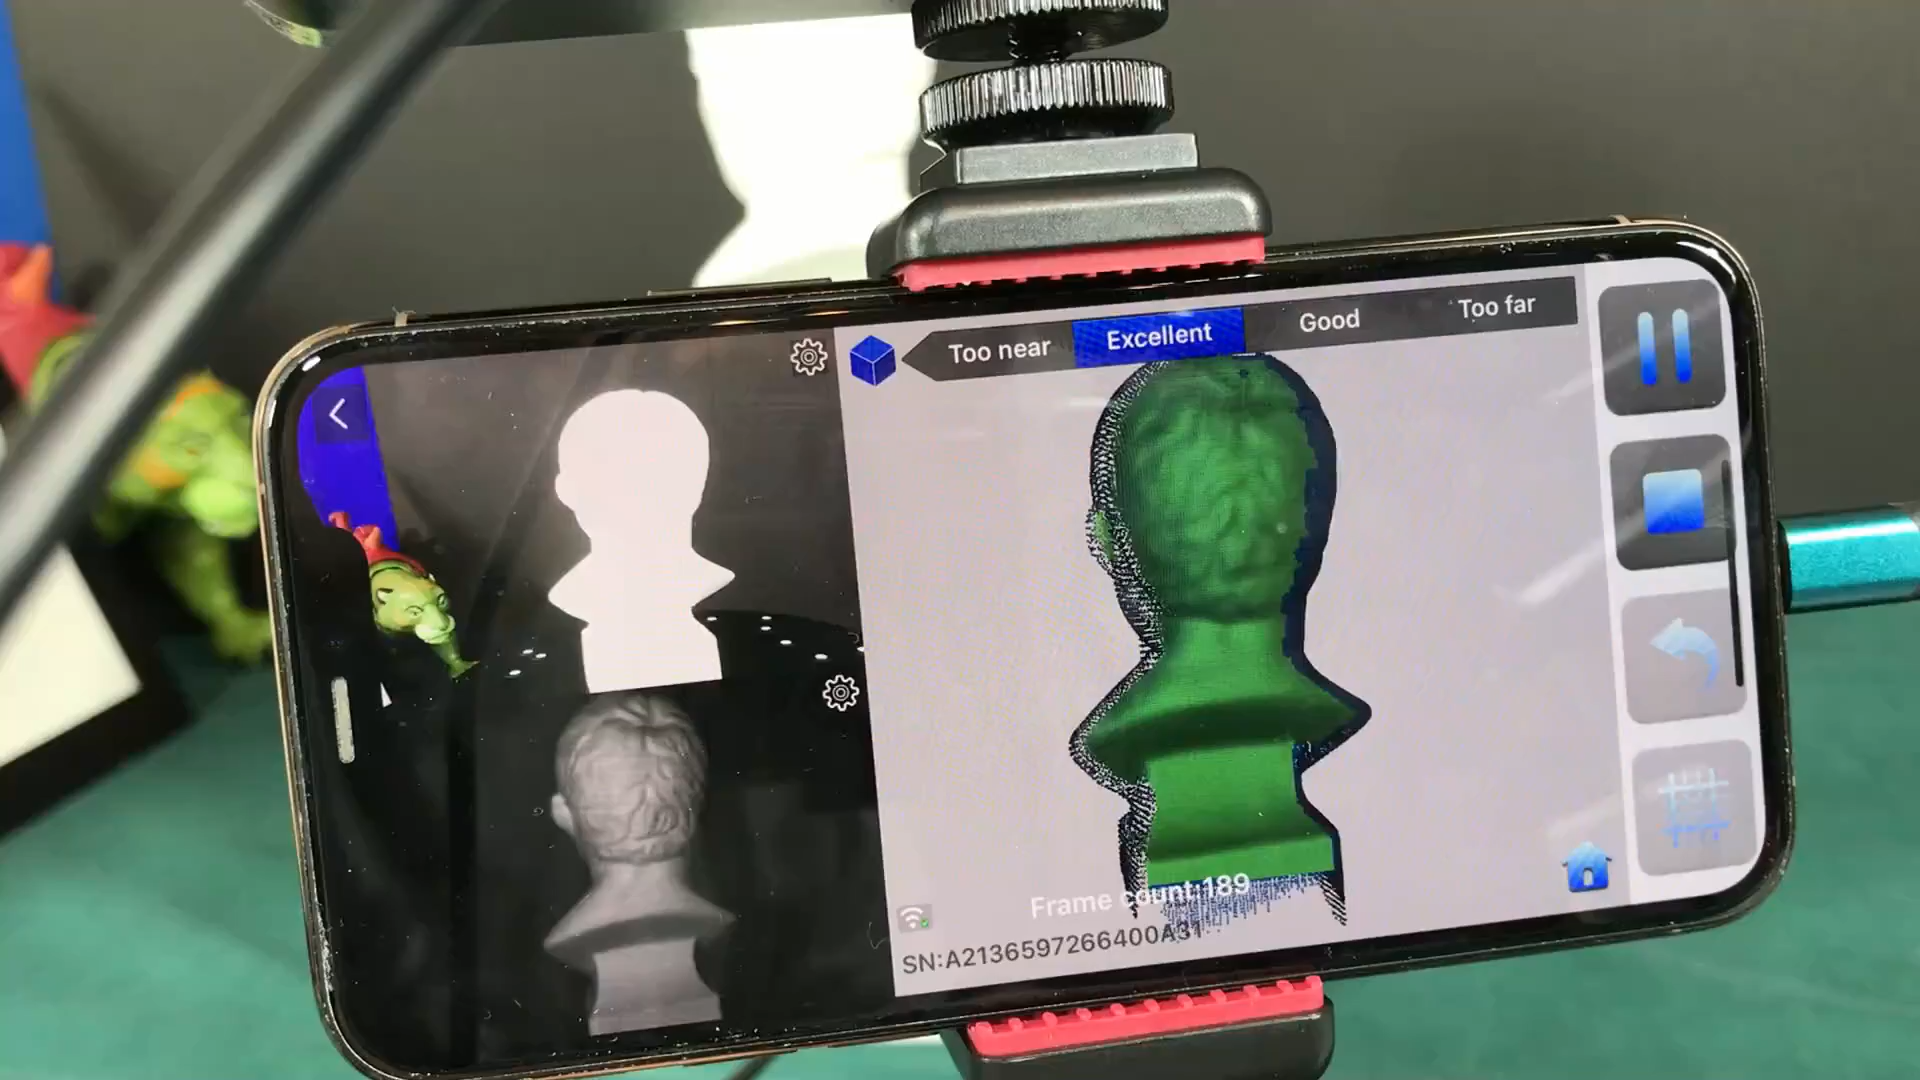 Too near
Excellent
Good
Too far
Frame count:189
SN:A2136597266400A31